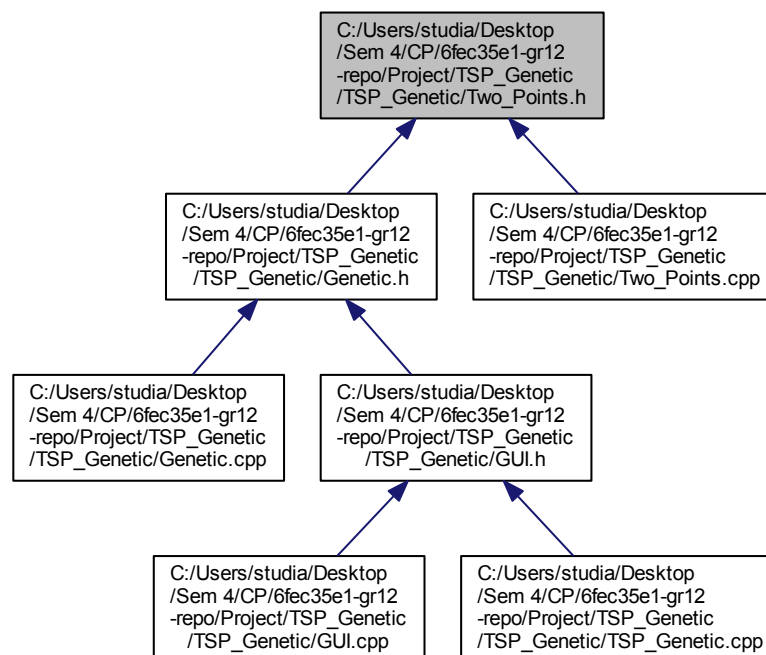 C:/Users/studia/Desktop
/Sem 4/CP/6fec35e1-gr12
-repo/Project/TSP_Genetic
/TSP_Genetic/Two_Points.h
C:/Users/studia/Desktop
/Sem 4/CP/6fec35e1-gr12
-repo/Project/TSP_Genetic
/TSP_Genetic/Genetic.h
C:/Users/studia/Desktop
/Sem 4/CP/6fec35e1-gr12
-repo/Project/TSP_Genetic
/TSP_Genetic/Two_Points.cpp
C:/Users/studia/Desktop
/Sem 4/CP/6fec35e1-gr12
-repo/Project/TSP_Genetic
/TSP_Genetic/Genetic.cpp
C:/Users/studia/Desktop
/Sem 4/CP/6fec35e1-gr12
-repo/Project/TSP_Genetic
/TSP_Genetic/GUI.h
C:/Users/studia/Desktop
/Sem 4/CP/6fec35e1-gr12
-repo/Project/TSP_Genetic
/TSP_Genetic/GUI.cpp
C:/Users/studia/Desktop
/Sem 4/CP/6fec35e1-gr12
-repo/Project/TSP_Genetic
/TSP_Genetic/TSP_Genetic.cpp